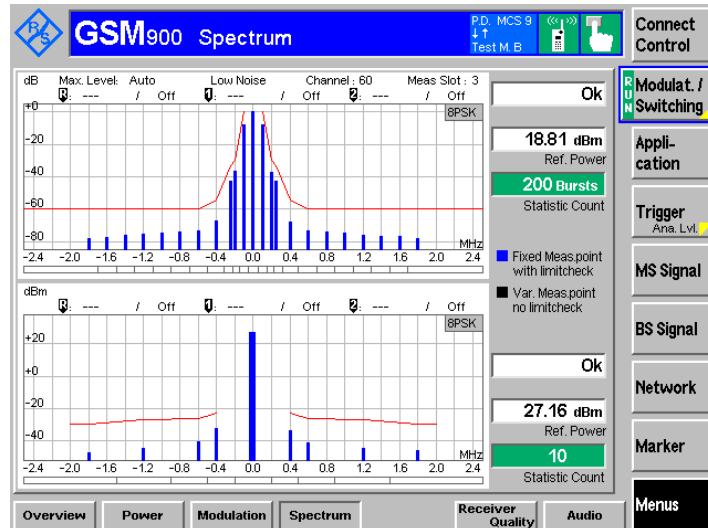 R/S
GSM900 Spectrum
P.D. MCS 9
↓↑
Test M. B
Connect Control
dB Max. Level: Auto Low Noise Channel : 60 Meas Slot : 3
R: --- / Off 1: --- / Off 2: --- / Off
8PSK
+0
-20
-40
-60
-80
MHz
-2.4 -2.0 -1.6 -1.2 -0.8 -0.4 0.0 0.4 0.8 1.2 1.6 2.0 2.4
Ok
18.81 dBm
Ref. Power
200 Bursts
Statistic Count
Fixed Meas.point
with limitcheck
Var. Meas.point
no limitcheck
dBm
R: --- / Off 1: --- / Off 2: --- / Off
8PSK
+20
+0
-20
-40
MHz
-2.4 -2.0 -1.6 -1.2 -0.8 -0.4 0.0 0.4 0.8 1.2 1.6 2.0 2.4
Ok
27.16 dBm
Ref. Power
10
Statistic Count
RUN
Modulat. /
Switching
Appli-
cation
Trigger
Ana. Lvl.
MS Signal
BS Signal
Network
Marker
Menus
Overview Power Modulation Spectrum Receiver Quality Audio